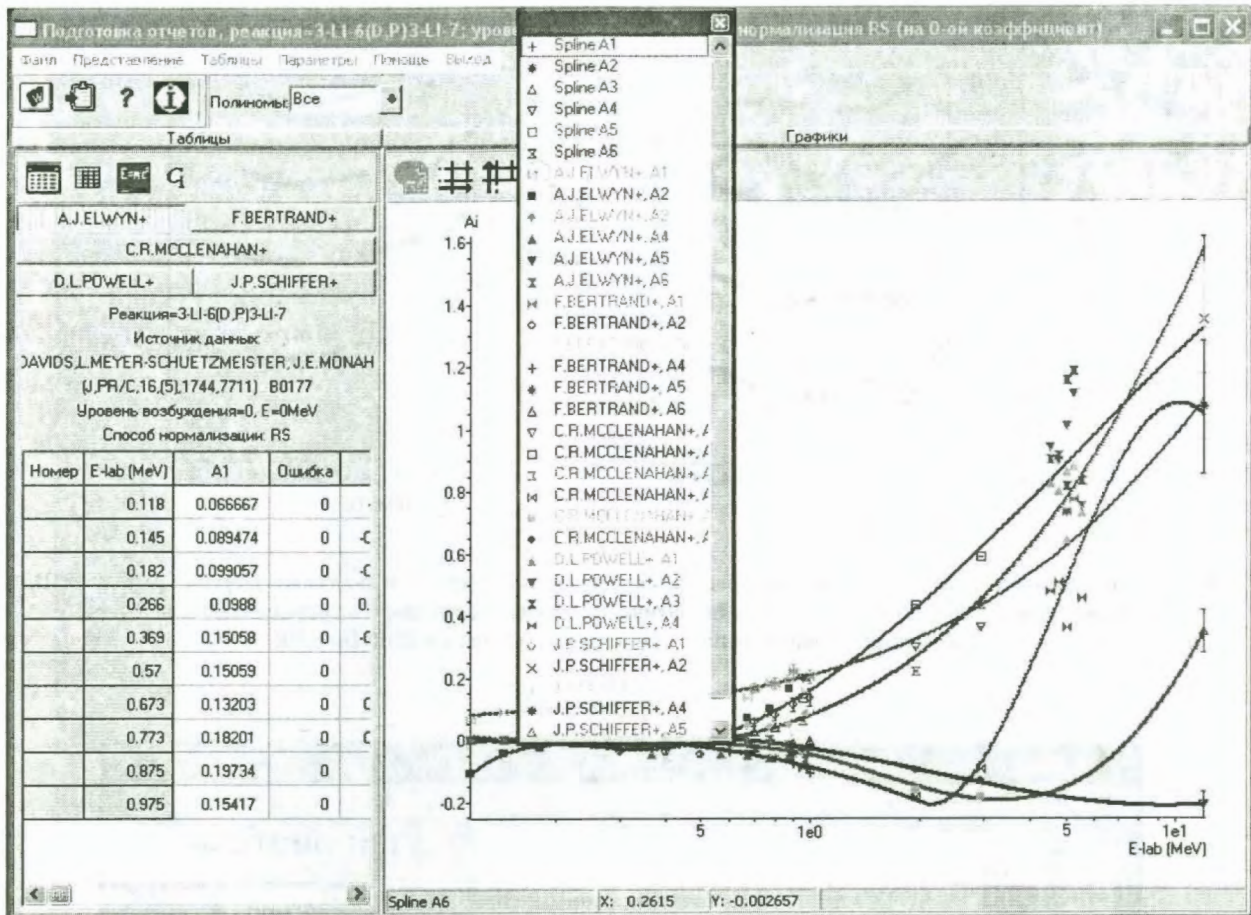 Подготовка отчетов, реакция=3-LI-6(D,P)3-LI-7; уров
нормализация RS (на 0-ой коэффициент)
Файл Представление Таблицы Параметры Помощь Выход
Полиномы: Все
Таблицы
Графики
A.J.ELWYN+ F.BERTRAND+
C.R.MCCLENAHAN+
D.L.POWELL+ J.P.SCHIFFER+
Реакция=3-LI-6(D,P)3-LI-7
Источник данных
DAVIDS,L.MEYER-SCHUETZMEISTER,J.E.MONAH
(J,PR/C,16,(5),1744,7711) B0177
Уровень возбуждения=0, E=0MeV
Способ нормализации: RS
Номер E-lab (MeV) A1 Ошибка
0.118 0.066667 0
0.145 0.089474 0 -0
0.182 0.099057 0 -0
0.266 0.0988 0 0.
0.369 0.15058 0
0.57 0.15059 0
0.673 0.13203 0 0
0.773 0.18201 0 0
0.875 0.19734 0
0.975 0.15417 0
Spline A1
Spline A2
Spline A3
Spline A4
Spline A5
Spline A6
A.J.ELWYN+, A1
A.J.ELWYN+, A2
A.J.ELWYN+, A3
A.J.ELWYN+, A4
A.J.ELWYN+, A5
A.J.ELWYN+, A6
F.BERTRAND+, A1
F.BERTRAND+, A2
F.BERTRAND+, A4
F.BERTRAND+, A5
F.BERTRAND+, A6
C.R.MCCLENAHAN+, A
C.R.MCCLENAHAN+, A
C.R.MCCLENAHAN+, A
C.R.MCCLENAHAN+, A
C.R.MCCLENAHAN+, A
C.R.MCCLENAHAN+, A
D.L.POWELL+, A1
D.L.POWELL+, A2
D.L.POWELL+, A3
D.L.POWELL+, A4
J.P.SCHIFFER+, A1
J.P.SCHIFFER+, A2
J.P.SCHIFFER+, A4
J.P.SCHIFFER+, A5
Ai
1.6
1.4
1.2
1
0.8
0.6
0.4
0.2
0
-0.2
5 1e0 5 1e1
E-lab (MeV)
Spline A6 X: 0.2615 Y: -0.002657